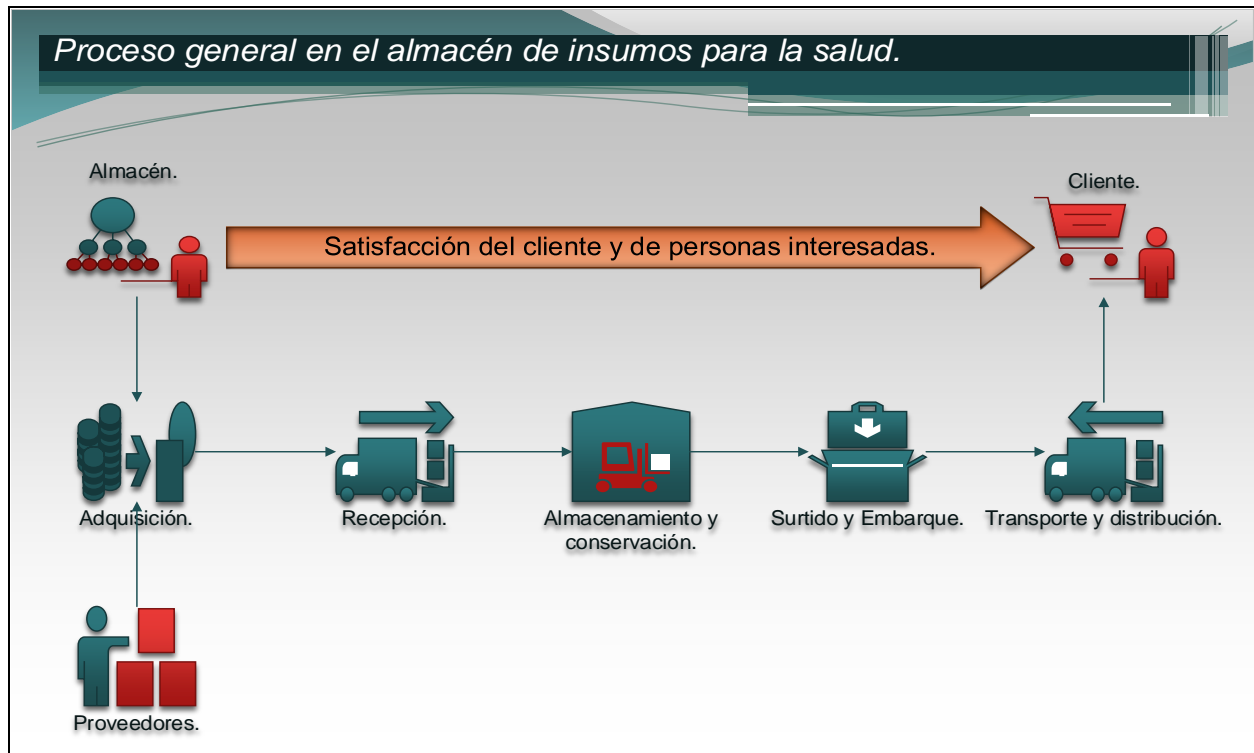 Proceso general en el almacén de insumos para la salud.
Almacén.
Cliente.
Satisfacción del cliente y de personas interesadas.
Adquisición.
Recepción.
Almacenamiento y
conservación.
Surtido y Embarque.
Transporte y distribución.
Proveedores.